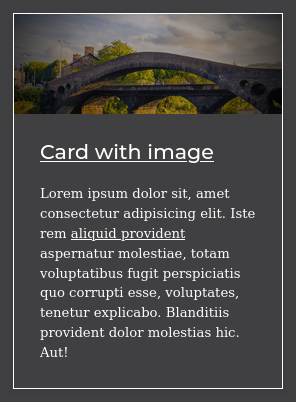 Card with image
Lorem ipsum dolor sit, amet
consectetur adipisicing elit. Iste
rem aliquid provident
aspernatur molestiae, totam
voluptatibus fugit perspiciatis
quo corrupti esse, voluptates,
tenetur explicabo. Blanditiis
provident dolor molestias hic.
Aut!